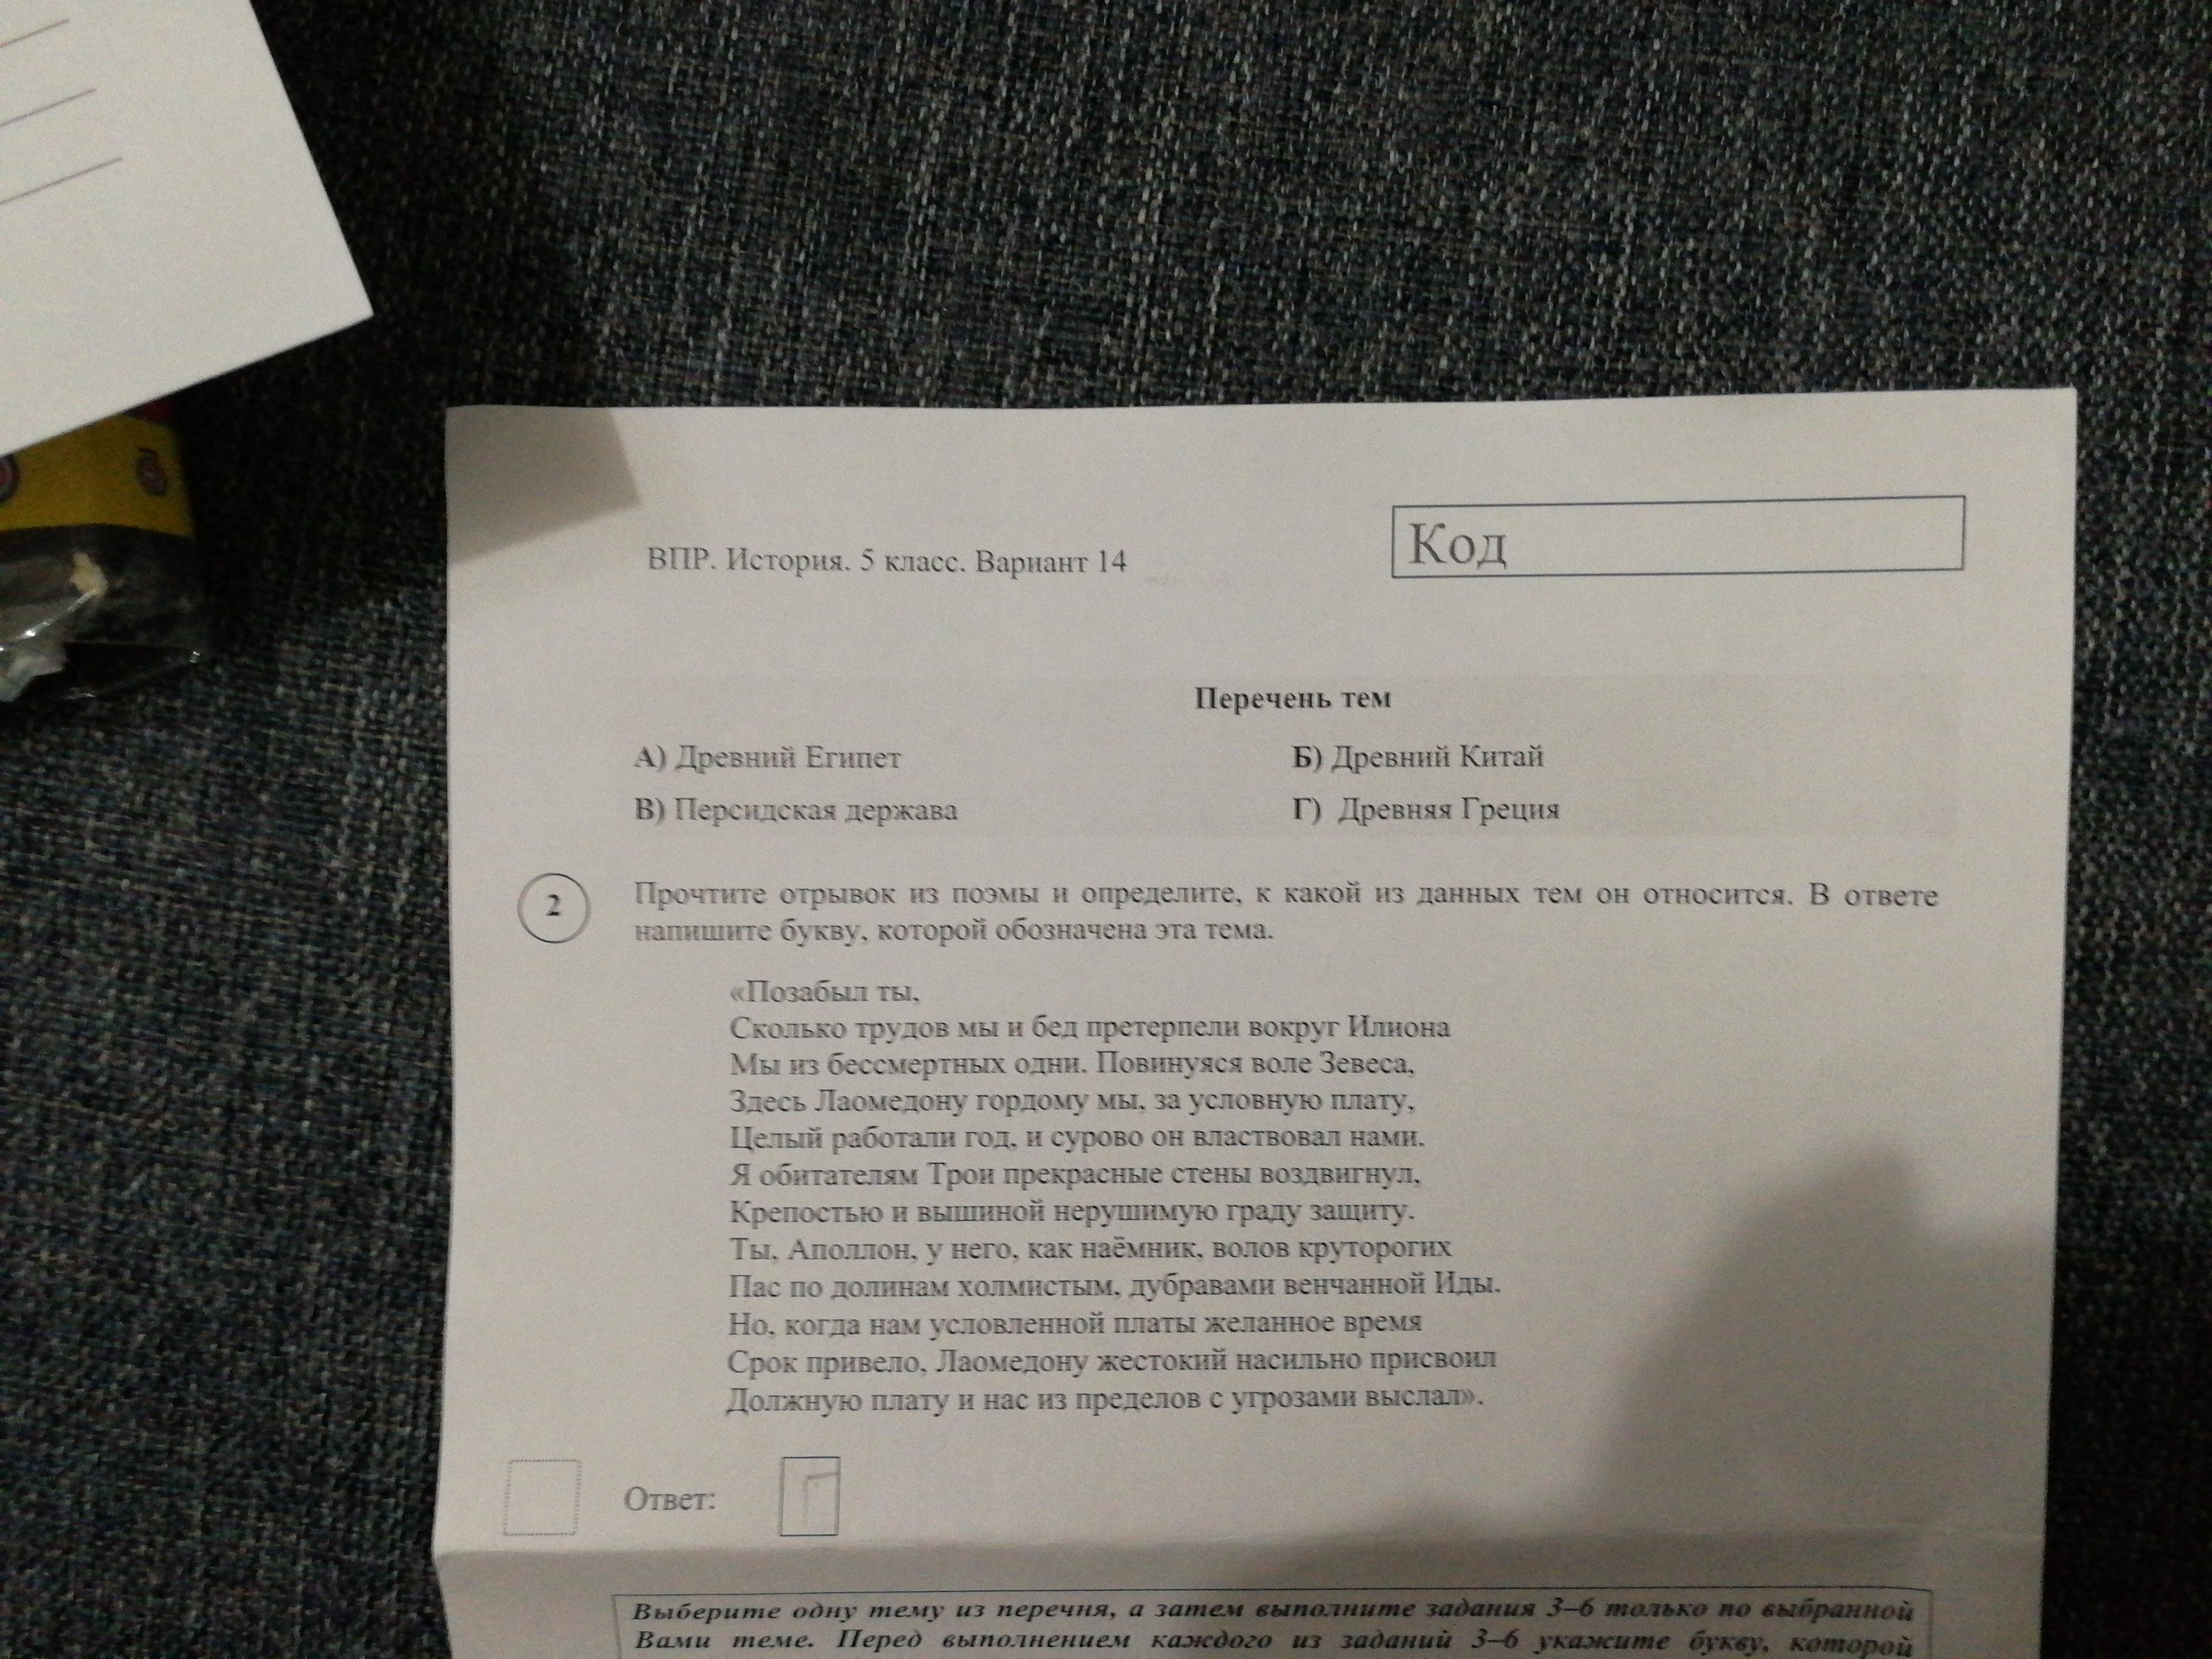 ВПР. История. 5 класс. Вариант 14
Код
Перечень тем
А) Древний Египет
Б) Древний Китай
В) Персидская держава
Г) Древняя Греция
2
Прочтите отрывок из поэмы и определите, к какой из данных тем он относится. В ответе
напишите букву, которой обозначена эта тема.
«Позабыл ты,
Сколько трудов мы и бед претерпели вокруг Илиона
Мы из бессмертных одни. Повинуяся воле Зевеса,
Здесь Лаомедону гордому мы, за условную плату,
Целый работали год, и сурово он властвовал нами.
Я обитателям Трои прекрасные стены воздвигнул,
Крепостью и вышиной нерушимую граду защиту.
Ты, Аполлон, у него, как наёмник, волов круторогих
Пас по долинам холмистым, дубравами венчанной Иды.
Но, когда нам условленной платы желанное время
Срок привело, Лаомедону жестокий насильно присвоил
Должную плату и нас из пределов с угрозами выслал».
Ответ:
Г
Выберите одну тему из перечня, а затем выполните задания 3–6 только по выбранной
Вами теме. Перед выполнением каждого из заданий 3–6 укажите букву, которой